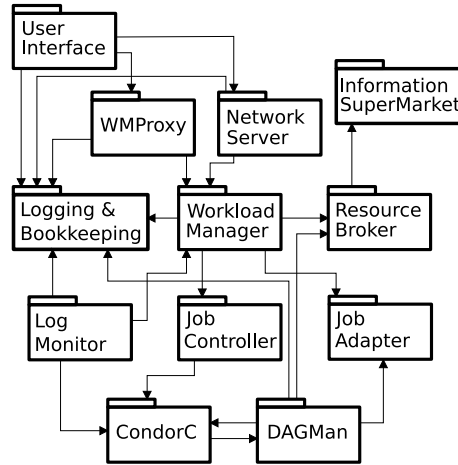 User
Interface
Information
SuperMarket
WMProxy
Network
Server
Logging &
Bookkeeping
Workload
Manager
Resource
Broker
Log
Monitor
Job
Controller
Job
Adapter
CondorC
DAGMan